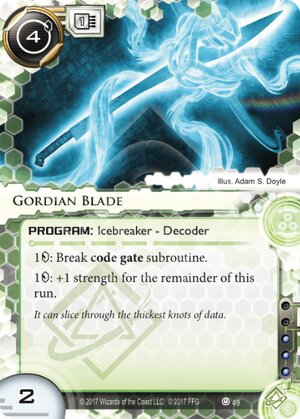 4
1
Illus. Adam S. Doyle
GORDIAN BLADE
PROGRAM: Icebreaker - Decoder
1: Break code gate subroutine.
1: +1 strength for the remainder of this
run.
It can slice through the thickest knots of data.
2
© 2017 Wizards of the Coast LLC. © 2017 FFG
49